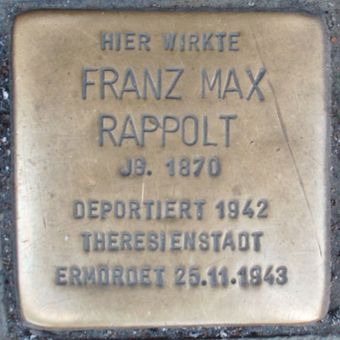 HIER WIRKTE
FRANZ MAX
RAPPOLT
JG. 1870
DEPORTIERT 1942
THERESIENSTADT
ERMORDET 25.11.1943